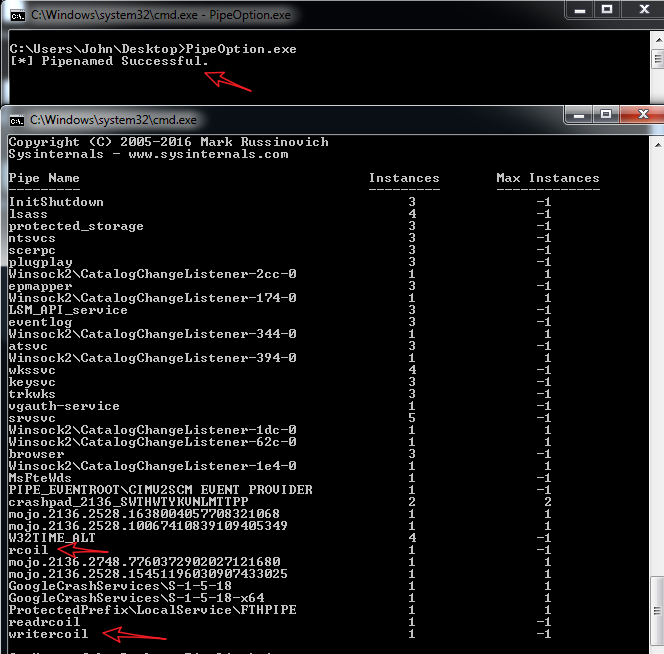 C:\Windows\system32\cmd.exe - PipeOption.exe
C:\Users\John\Desktop>PipeOption.exe
[*] Pipenamed Successful.
C:\Windows\system32\cmd.exe
Copyright (C) 2005-2016 Mark Russinovich
Sysinternals - www.sysinternals.com
Pipe Name Instances Max Instances
--------- --------- -------------
InitShutdown 3 -1
lsass 4 -1
protected_storage 3 -1
ntsvcs 3 -1
scerpc 3 -1
plugplay 3 -1
Winsock2\CatalogChangeListener-2cc-0 1 1
epmapper 3 -1
Winsock2\CatalogChangeListener-174-0 1 1
LSM_API_service 3 -1
eventlog 3 -1
Winsock2\CatalogChangeListener-344-0 1 1
atsvc 3 -1
Winsock2\CatalogChangeListener-394-0 1 1
wkssvc 4 -1
keysvc 3 -1
trkwks 3 -1
vgauth-service 1 -1
srvsvc 5 -1
Winsock2\CatalogChangeListener-1dc-0 1 1
Winsock2\CatalogChangeListener-62c-0 1 1
browser 3 -1
Winsock2\CatalogChangeListener-1e4-0 1 1
MsFteWds 1 -1
PIPE_EVENTROOT\CIMV2SCM EVENT PROVIDER 1 -1
crashpad_2136_SWTHWTYKVNLMTTPP 2 2
mojo.2136.2528.1638004057708321068 1 1
mojo.2136.2528.10067410839109405349 1 1
W32TIME_ALT 4 -1
rcoil 1 -1
mojo.2136.2748.7760372902027121680 1 1
mojo.2136.2528.15451196030907433025 1 1
GoogleCrashServices\S-1-5-18 1 1
GoogleCrashServices\S-1-5-18-x64 1 1
ProtectedPrefix\LocalService\FTHPIPE 1 1
readrcoil 1 -1
writercoil 1 -1